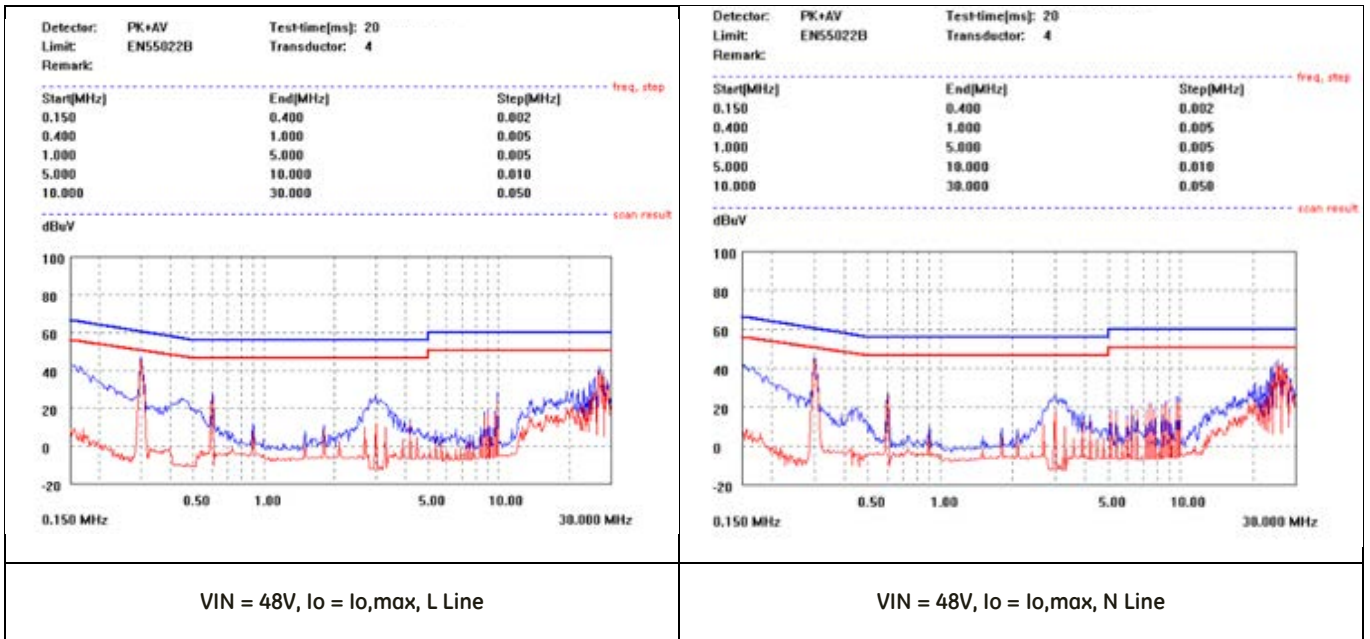 Detector: PK+AV Test-time[ms]: 20
Limit: EN55022B Transductor: 4
Remark:
freq, step
Start[MHz] End[MHz] Step[MHz]
0.150 0.400 0.002
0.400 1.000 0.005
1.000 5.000 0.005
5.000 10.000 0.010
10.000 30.000 0.050
scan result
dBuV
100
80
60
40
20
0
-20
0.50 1.00 5.00 10.00
0.150 MHz 30.000 MHz
VIN = 48V, Io = Io,max, L Line
Detector: PK+AV Test-time[ms]: 20
Limit: EN55022B Transductor: 4
Remark:
freq, step
Start[MHz] End[MHz] Step[MHz]
0.150 0.400 0.002
0.400 1.000 0.005
1.000 5.000 0.005
5.000 10.000 0.010
10.000 30.000 0.050
scan result
dBuV
100
80
60
40
20
0
-20
0.50 1.00 5.00 10.00
0.150 MHz 30.000 MHz
VIN = 48V, Io = Io,max, N Line